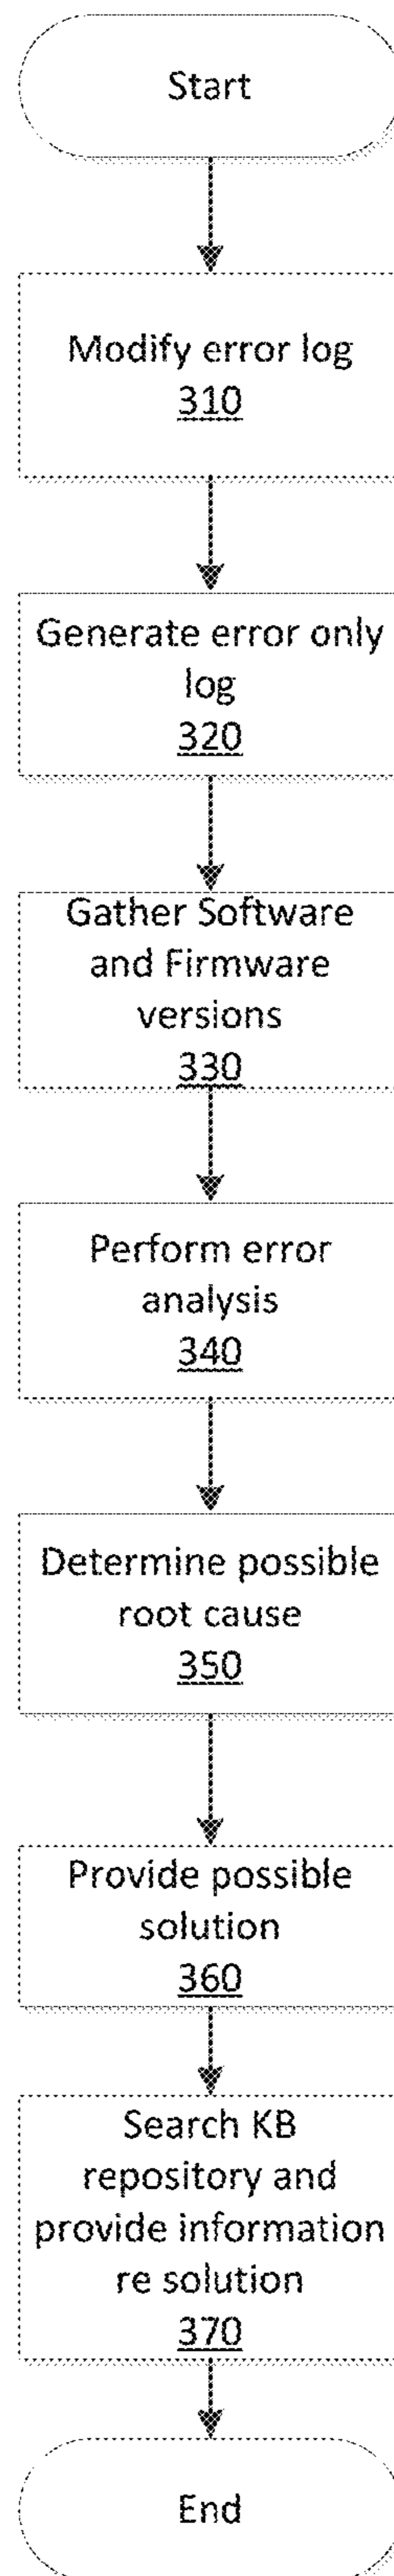 Start
Modify error log
310
Generate error only
log
320
Gather Software
and Firmware
versions
330
Perform error
analysis
340
Determine possible
root cause
350
Provide possible
solution
360
Search KB
repository and
provide information
re solution
370
End